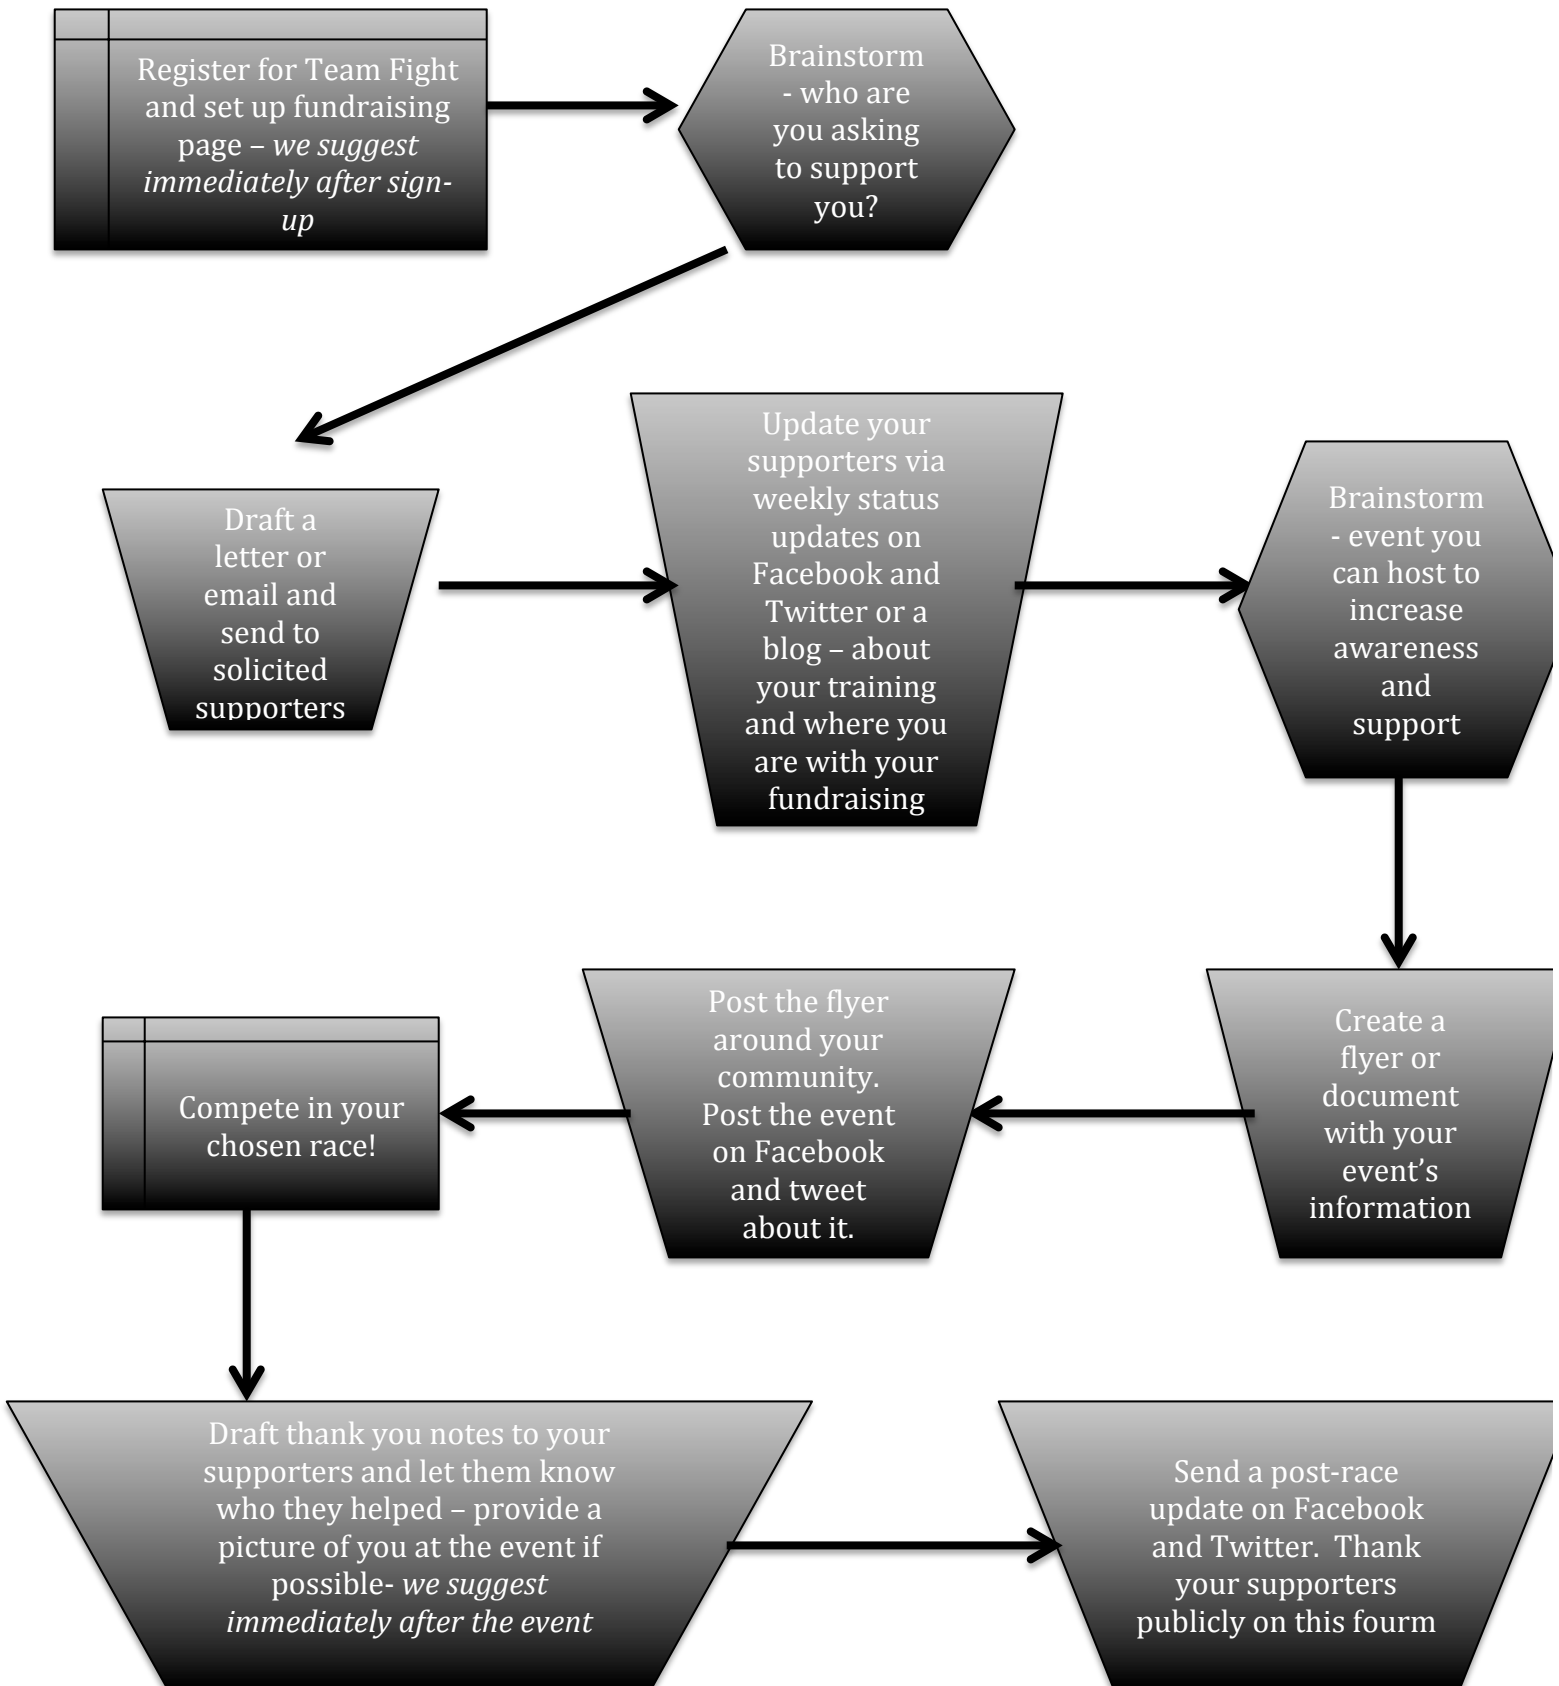 Register for Team Fight
and set up fundraising
page – we suggest
immediately after sign-
up
Brainstorm
- who are
you asking
to support
you?
Draft a
letter or
email and
send to
solicited
supporters
Update your
supporters via
weekly status
updates on
Facebook and
Twitter or a
blog – about
your training
and where you
are with your
fundraising
Brainstorm
- event you
can host to
increase
awareness
and
support
Create a
flyer or
document
with your
event’s
information
Post the flyer
around your
community.
Post the event
on Facebook
and tweet
about it.
Compete in your
chosen race!
Draft thank you notes to your
supporters and let them know
who they helped – provide a
picture of you at the event if
possible- we suggest
immediately after the event
Send a post-race
update on Facebook
and Twitter.  Thank
your supporters
publicly on this fourm